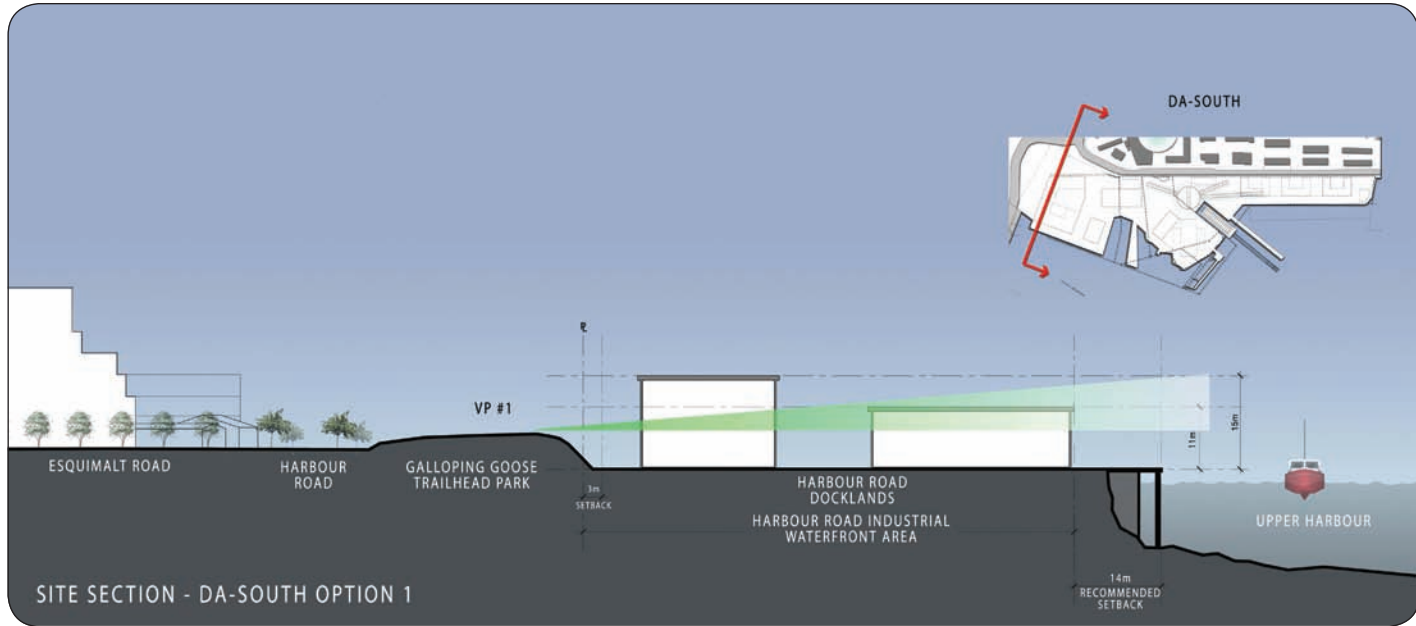 DA-SOUTH
VP #1
11m
15m
ESQUIMALT ROAD
HARBOUR
ROAD
GALLOPING GOOSE
TRAILHEAD PARK
3m
SETBACK
HARBOUR ROAD
DOCKLANDS
HARBOUR ROAD INDUSTRIAL
WATERFRONT AREA
UPPER HARBOUR
14m
RECOMMENDED
SETBACK
SITE SECTION - DA-SOUTH OPTION 1